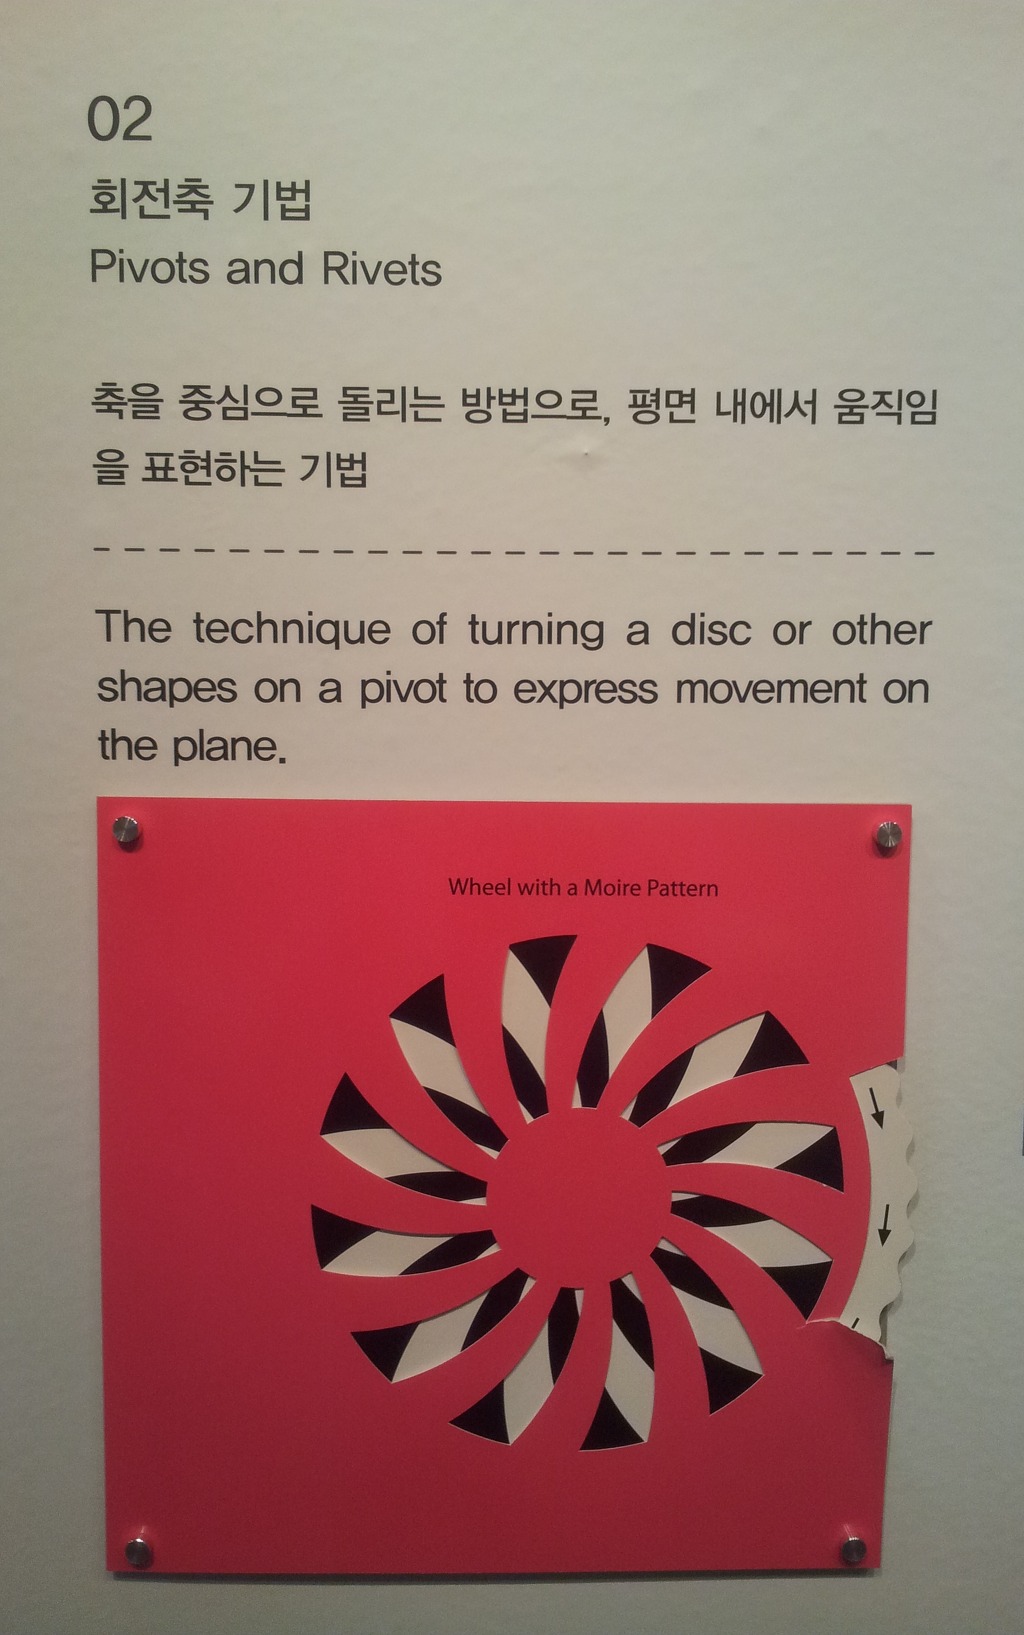 02
회전축 기법
Pivots and Rivets
축을 중심으로 돌리는 방법으로, 평면 내에서 움직임
을 표현하는 기법
The technique of turning a disc or other
shapes on a pivot to express movement on
the plane.
Wheel with a Moire Pattern